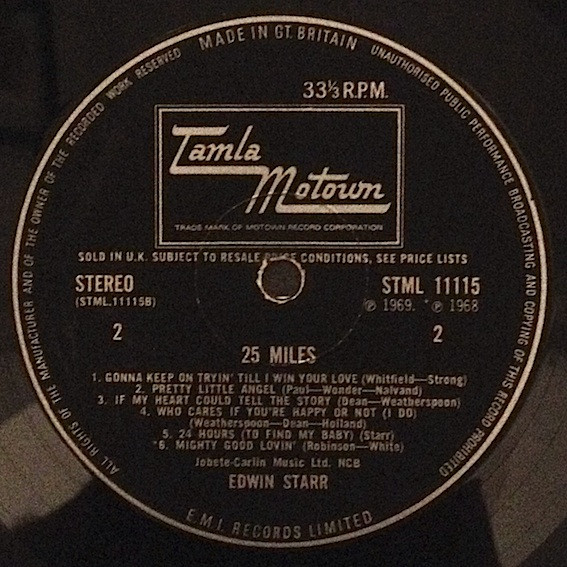 MADE IN GT. BRITAIN
UNAUTHORISED PUBLIC PERFORMANCE BROADCASTING AND COPYING OF THIS RECORD PROHIBITED
ALL RIGHTS OF THE MANUFACTURER AND OF THE OWNER OF THE RECORDED WORK RESERVED
33⅓ R.P.M.
Tamla
Motown
TRADE MARK OF MOTOWN RECORD CORPORATION
SOLD IN U.K. SUBJECT TO RESALE PRICE CONDITIONS, SEE PRICE LISTS
STEREO
(STML.11115B)
2
STML 11115
℗ 1969. *℗ 1968
2
25 MILES
1. GONNA KEEP ON TRYIN' TILL I WIN YOUR LOVE (Whitfield—Strong)
2. PRETTY LITTLE ANGEL (Paul—Wonder—Nalvand)
3. IF MY HEART COULD TELL THE STORY (Dean—Weatherspoon)
4. WHO CARES IF YOU'RE HAPPY OR NOT (I DO)
(Weatherspoon—Dean—Holland)
5. 24 HOURS (TO FIND MY BABY) (Starr)
*6. MIGHTY GOOD LOVIN' (Robinson—White)
Jobete-Carlin Music Ltd. NCB
EDWIN STARR
E.M.I. RECORDS LIMITED